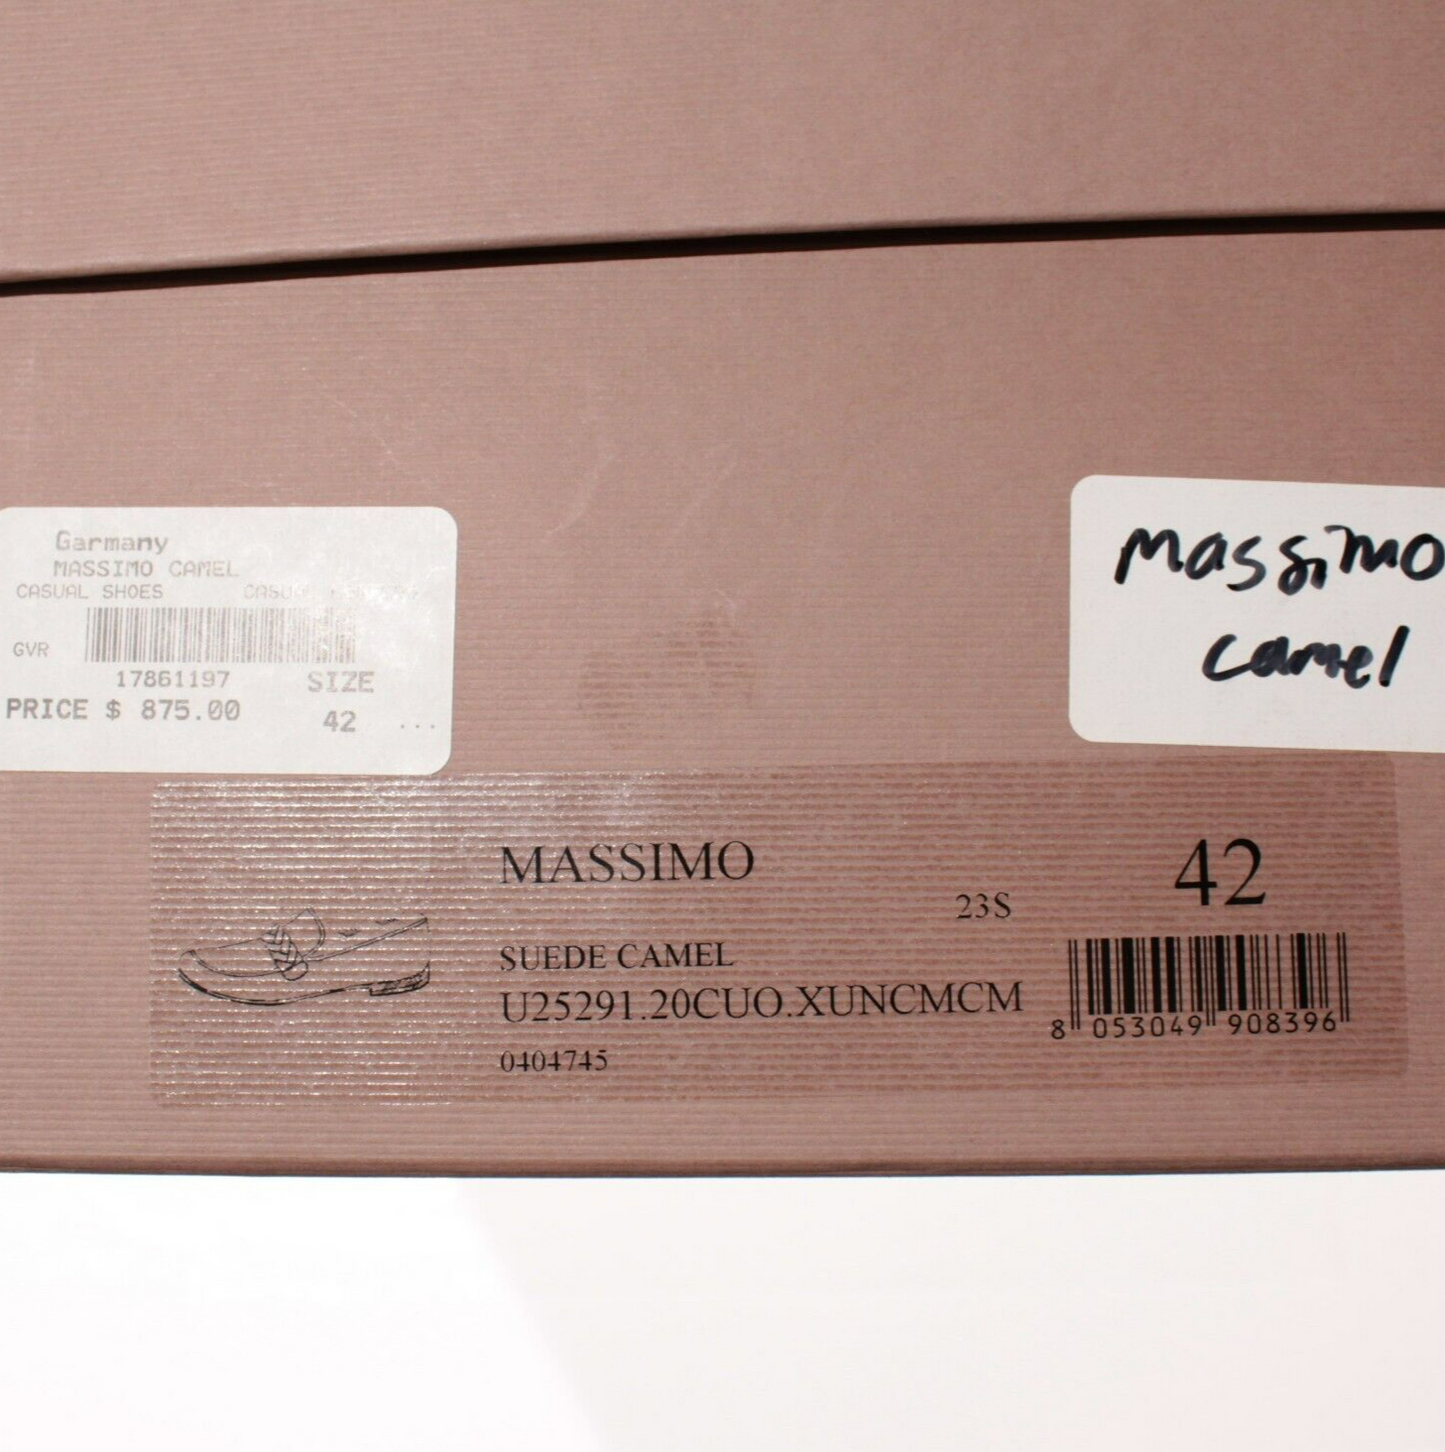 Garmany
MASSIMO CAMEL
CASUAL SHOES
GVR
17861197 SIZE
PRICE $ 875.00 42 ...
Massimo
Camel
MASSIMO 42
23S
SUEDE CAMEL
U25291.20CUO.XUNCMCM
8 053049 908396
0404745